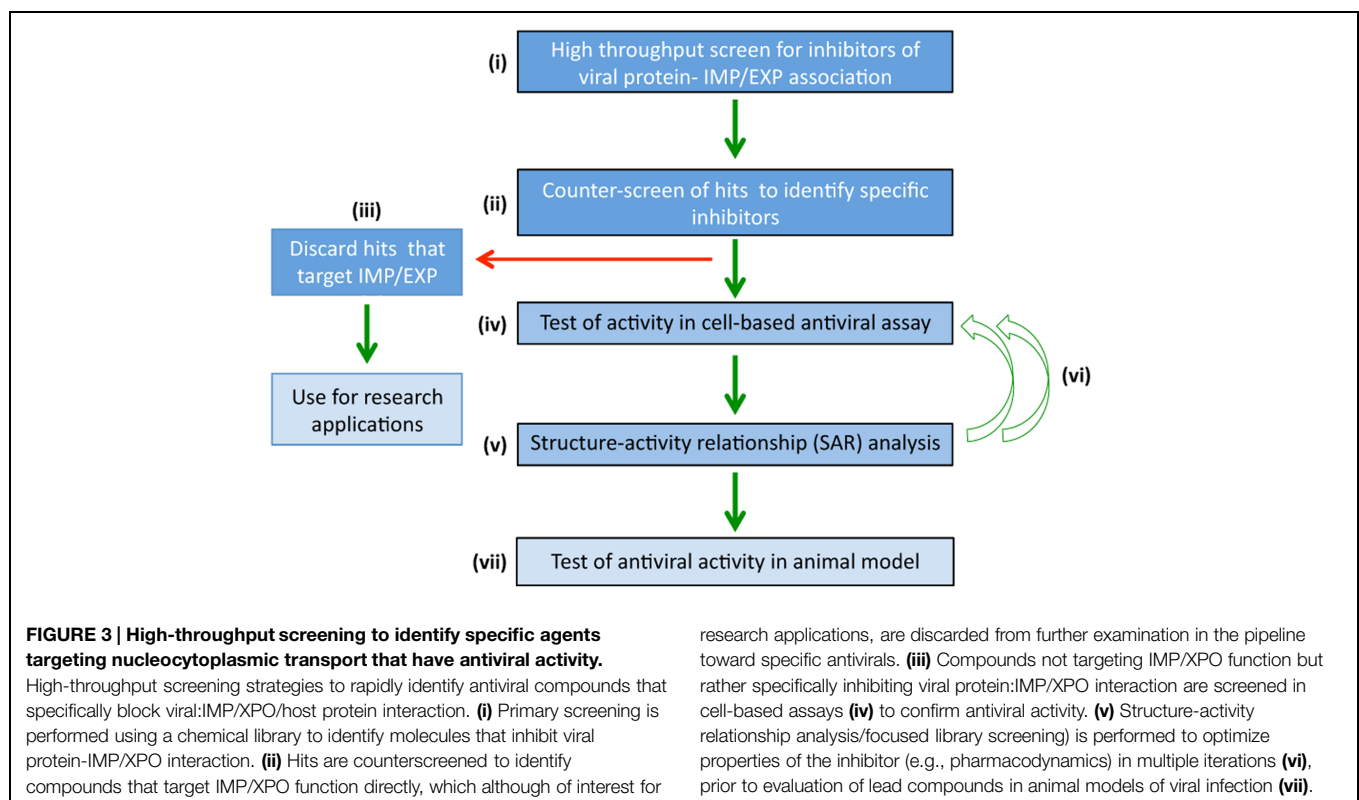 (i)
High throughput screen for inhibitors of
viral protein- IMP/EXP association
(ii)
Counter-screen of hits to identify specific
inhibitors
(iii)
Discard hits that
target IMP/EXP
Use for research
applications
(iv)
Test of activity in cell-based antiviral assay
(vi)
(v)
Structure-activity relationship (SAR) analysis
(vii)
Test of antiviral activity in animal model
FIGURE 3 | High-throughput screening to identify specific agents
targeting nucleocytoplasmic transport that have antiviral activity.
High-throughput screening strategies to rapidly identify antiviral compounds that
specifically block viral:IMP/XPO/host protein interaction. (i) Primary screening is
performed using a chemical library to identify molecules that inhibit viral
protein-IMP/XPO interaction. (ii) Hits are counterscreened to identify
compounds that target IMP/XPO function directly, which although of interest for
research applications, are discarded from further examination in the pipeline
toward specific antivirals. (iii) Compounds not targeting IMP/XPO function but
rather specifically inhibiting viral protein:IMP/XPO interaction are screened in
cell-based assays (iv) to confirm antiviral activity. (v) Structure-activity
relationship analysis/focused library screening) is performed to optimize
properties of the inhibitor (e.g., pharmacodynamics) in multiple iterations (vi),
prior to evaluation of lead compounds in animal models of viral infection (vii).